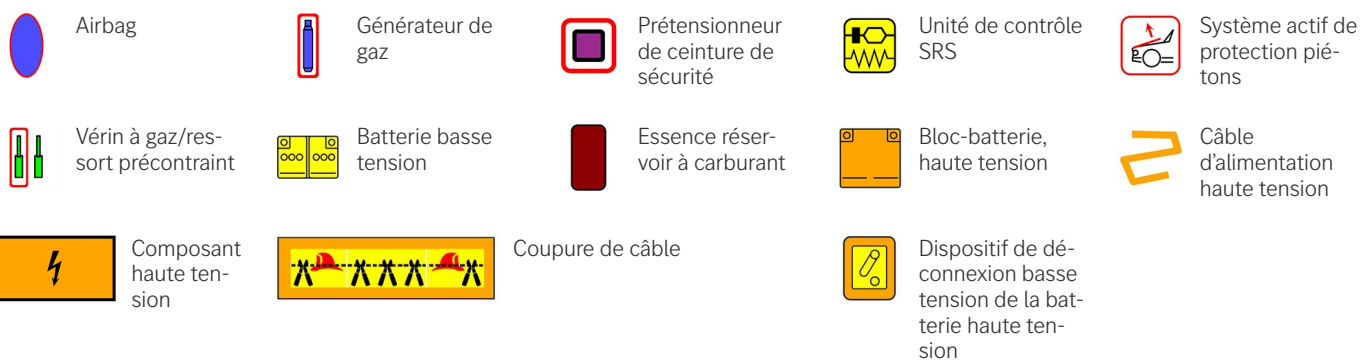 Airbag
Générateur de
gaz
Prétensionneur
de ceinture de
sécurité
Unité de contrôle
SRS
Système actif de
protection pié-
tons
Vérin à gaz/res-
sort précontraint
Batterie basse
tension
Essence réser-
voir à carburant
Bloc-batterie,
haute tension
Câble
d’alimentation
haute tension
Composant
haute ten-
sion
Coupure de câble
Dispositif de dé-
connexion basse
tension de la bat-
terie haute ten-
sion